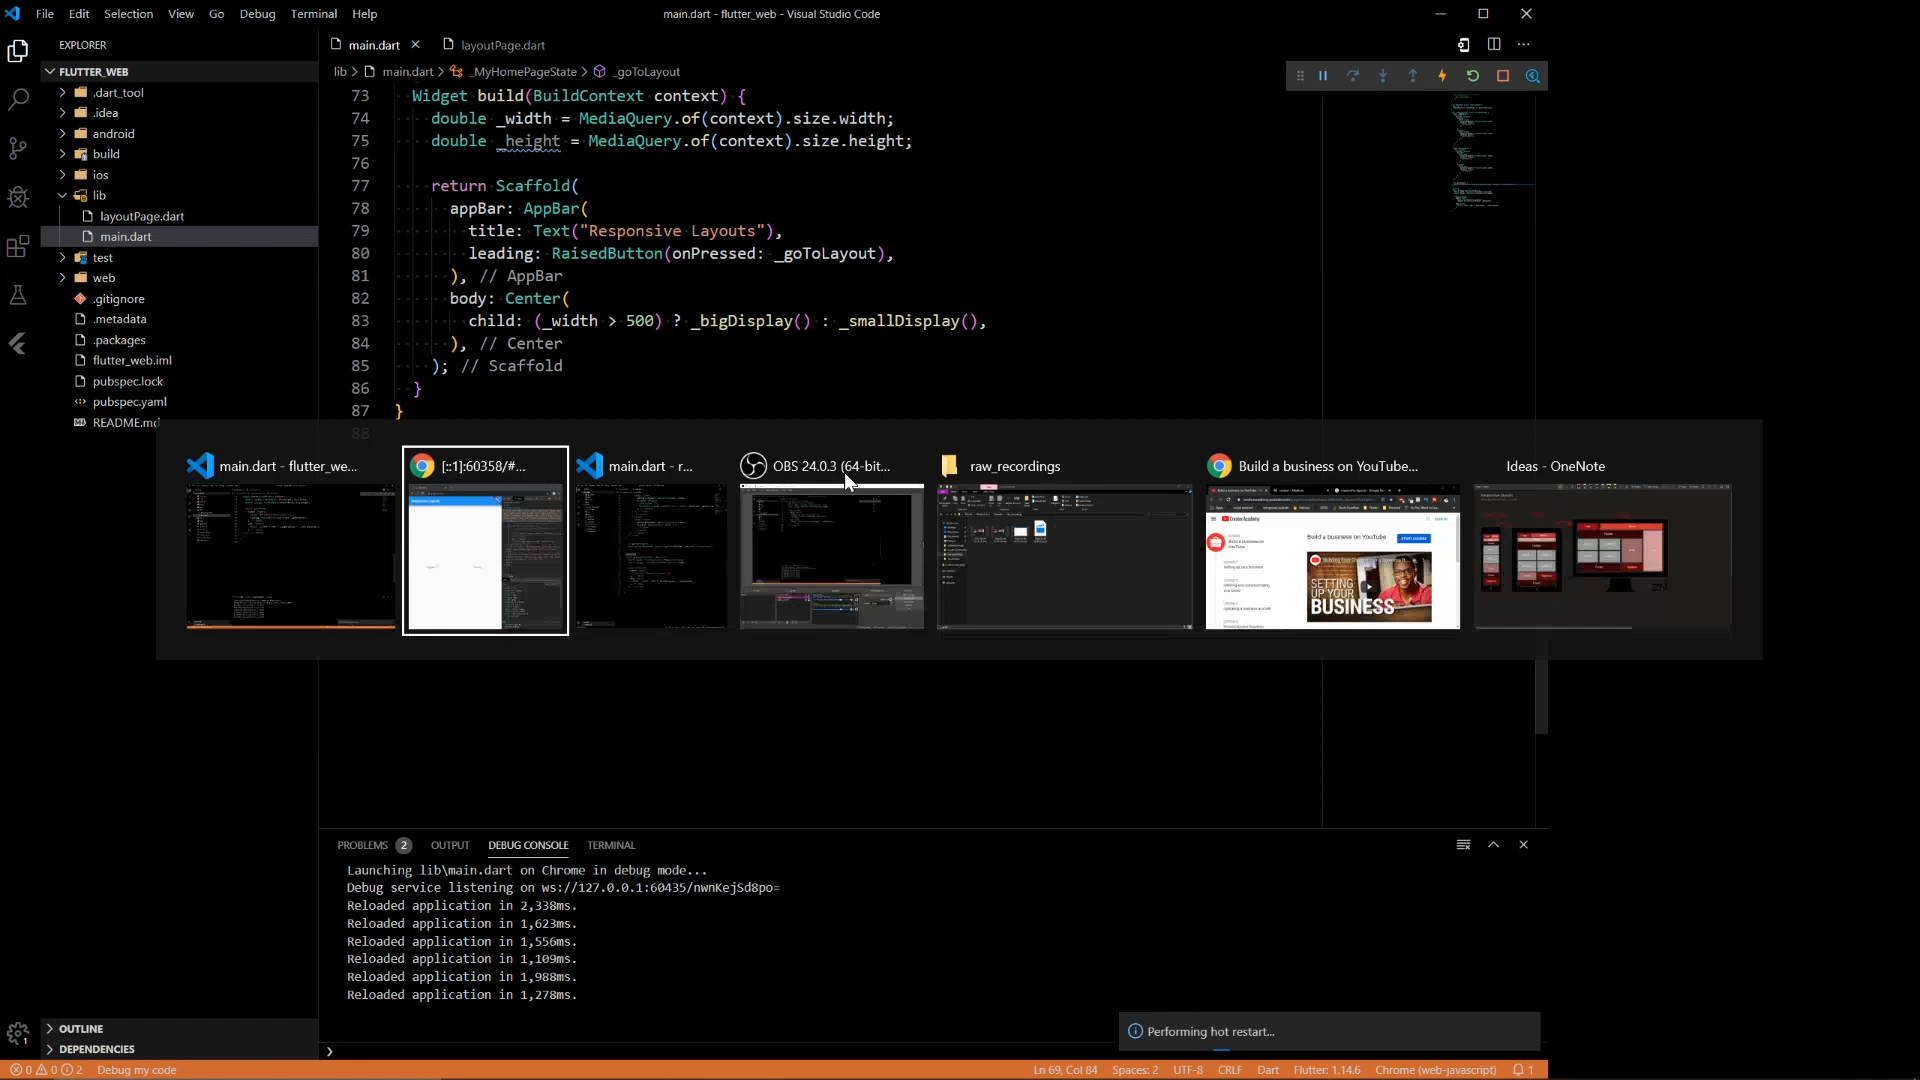 File Edit Selection View Go Debug Terminal Help
main.dart - flutter_web - Visual Studio Code
EXPLORER
main.dart
layoutPage.dart
FLUTTER_WEB
lib > main.dart > _MyHomePageState > _goToLayout
.dart_tool
.idea
android
build
ios
lib
layoutPage.dart
main.dart
test
web
.gitignore
.metadata
.packages
flutter_web.iml
pubspec.lock
pubspec.yaml
README.md
73 Widget build(BuildContext context) {
74 double _width = MediaQuery.of(context).size.width;
75 double _height = MediaQuery.of(context).size.height;
76
77 return Scaffold(
78 appBar: AppBar(
79 title: Text("Responsive Layouts"),
80 leading: RaisedButton(onPressed: _goToLayout),
81 ), // AppBar
82 body: Center(
83 child: (_width > 500) ? _bigDisplay() : _smallDisplay(),
84 ), // Center
85 ); // Scaffold
86 }
87 }
88
main.dart - flutter_we...
[::1]:60358/#...
main.dart - r...
OBS 24.0.3 (64-bit...
raw_recordings
Build a business on YouTube...
Ideas - OneNote
Build a business on YouTube
SETTING
UP YOUR
BUSINESS
PROBLEMS 2 OUTPUT DEBUG CONSOLE TERMINAL
Launching lib\main.dart on Chrome in debug mode...
Debug service listening on ws://127.0.0.1:60435/nwnKejSd8po=
Reloaded application in 2,338ms.
Reloaded application in 1,623ms.
Reloaded application in 1,556ms.
Reloaded application in 1,109ms.
Reloaded application in 1,988ms.
Reloaded application in 1,278ms.
OUTLINE
DEPENDENCIES
Performing hot restart...
1
0 0 2 Debug my code
Ln 69, Col 84 Spaces: 2 UTF-8 CRLF Dart Flutter: 1.14.6 Chrome (web-javascript) 1